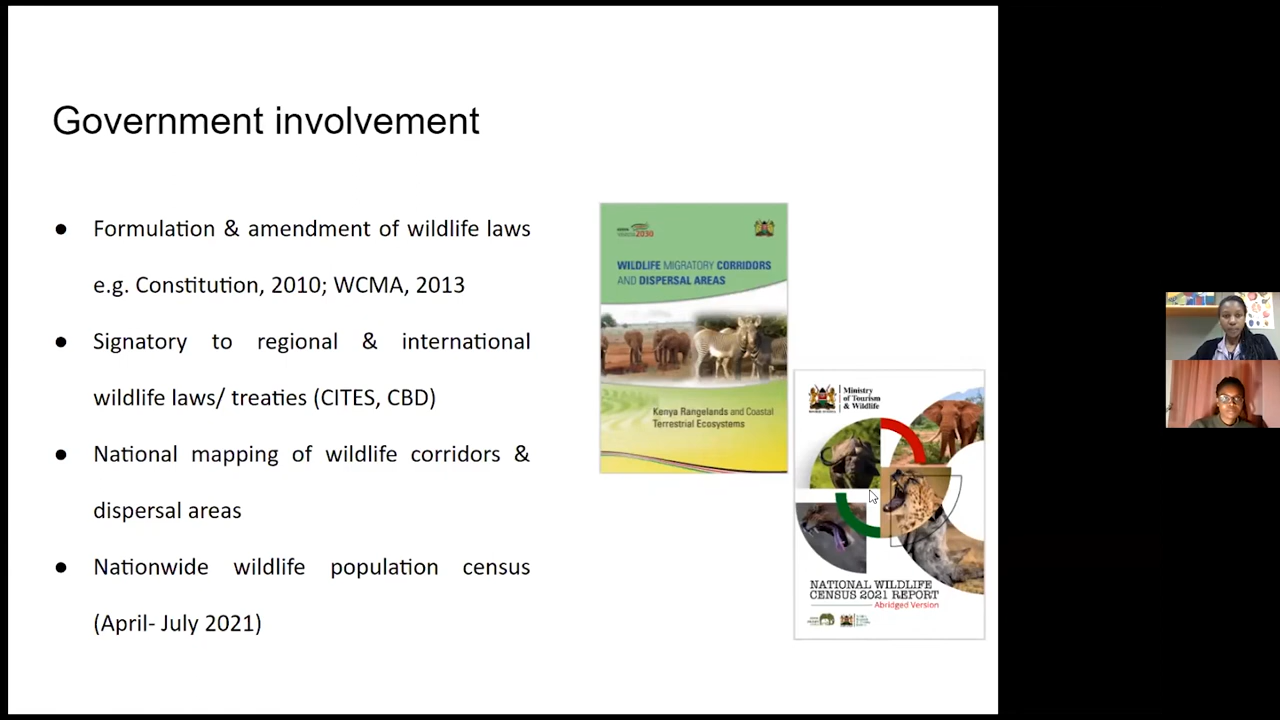 Government involvement
● Formulation & amendment of wildlife laws
e.g. Constitution, 2010; WCMA, 2013
● Signatory to regional & international
wildlife laws/ treaties (CITES, CBD)
● National mapping of wildlife corridors &
dispersal areas
● Nationwide wildlife population census
(April- July 2021)
2030
WILDLIFE MIGRATORY CORRIDORS
AND DISPERSAL AREAS
Kenya Rangelands and Coastal
Terrestrial Ecosystems
Ministry
of Tourism
& Wildlife
NATIONAL WILDLIFE
CENSUS 2021 REPORT
Abridged Version